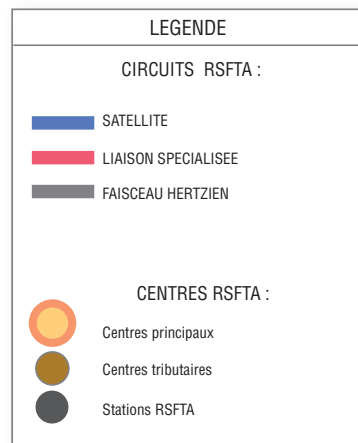 LEGENDE
CIRCUITS RSFTA :
SATELLITE
LIAISON SPECIALISEE
FAISCEAU HERTZIEN
CENTRES RSFTA :
Centres principaux
Centres tributaires
Stations RSFTA